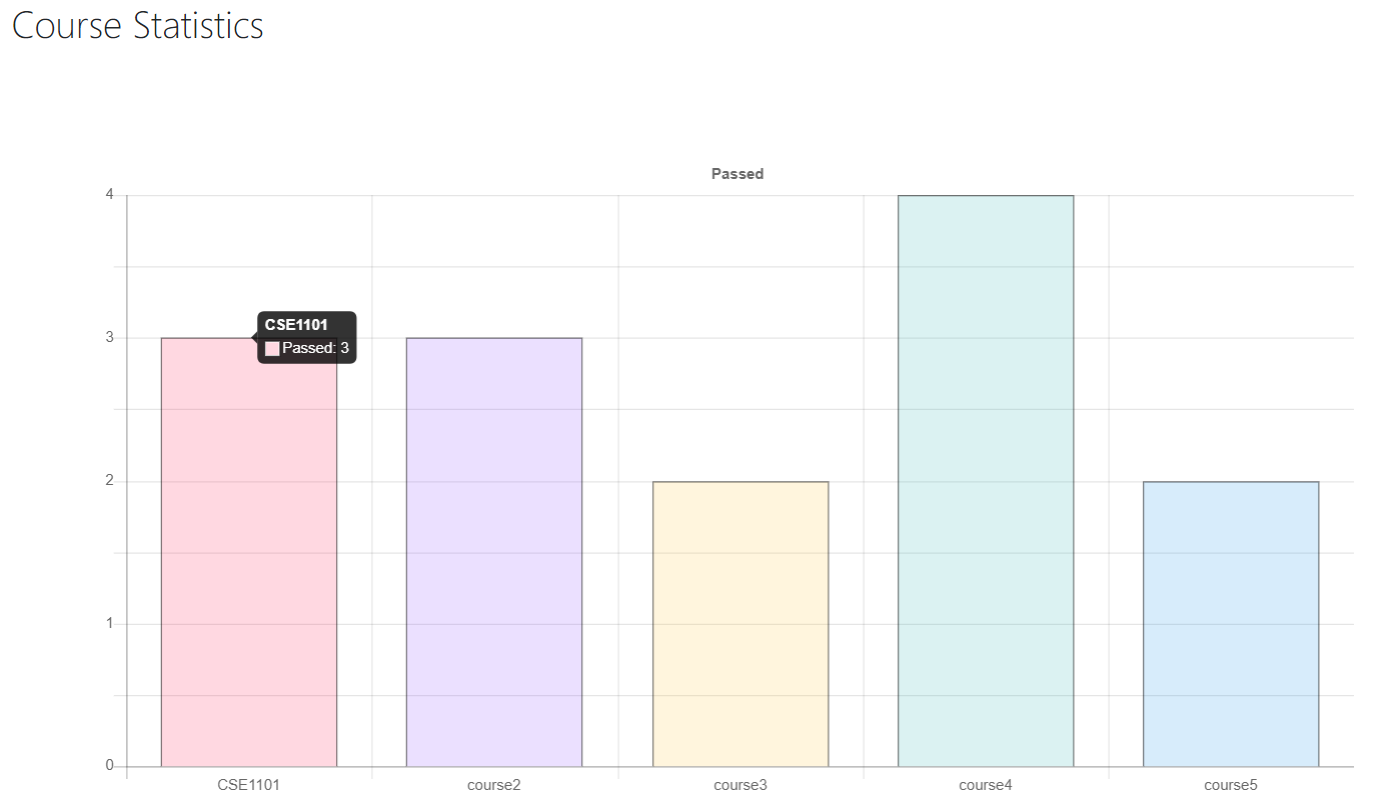 Course Statistics
Passed
4
3
2
1
0
CSE1101
Passed: 3
CSE1101 course2 course3 course4 course5